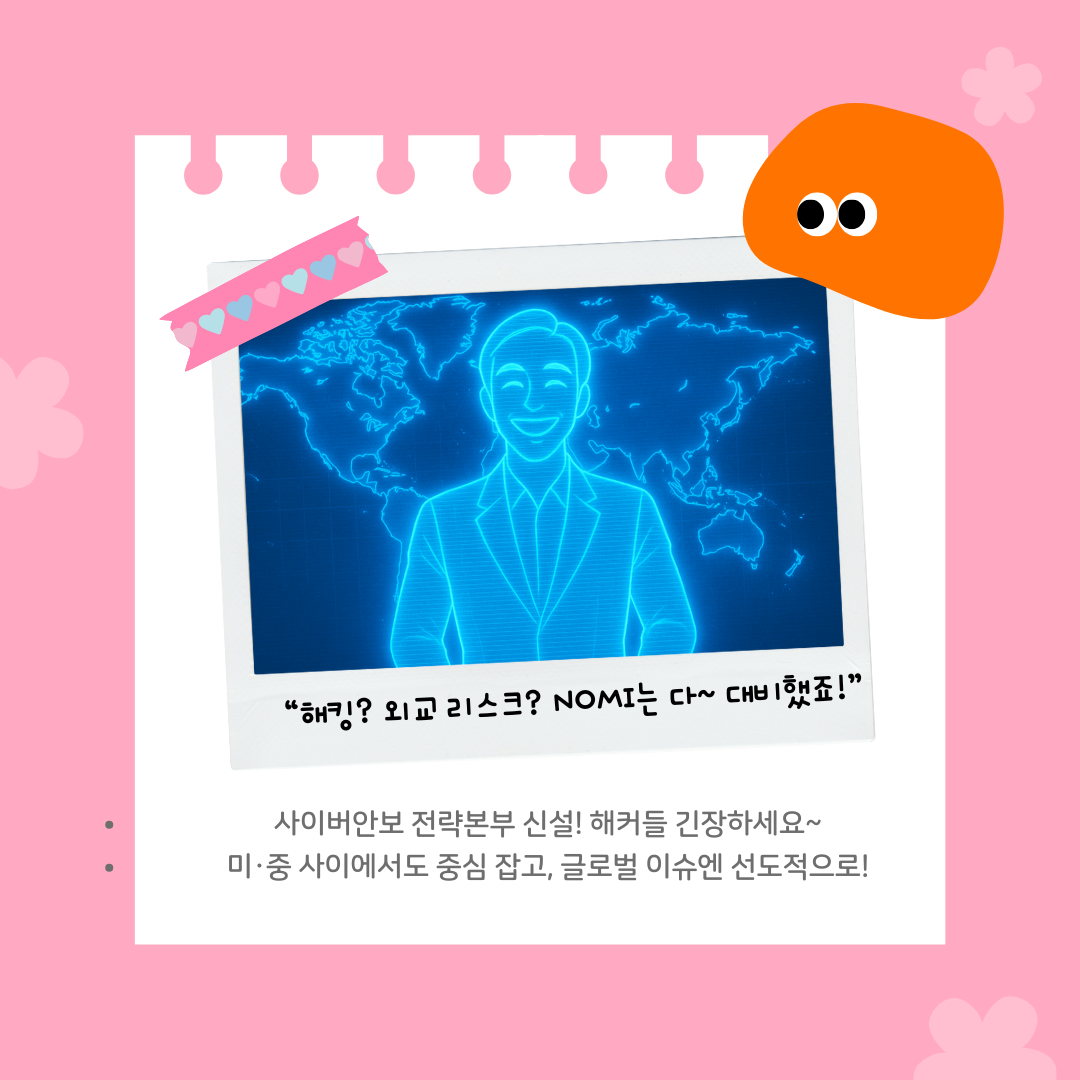 “해킹? 외교 리스크? NOMI는 다~ 대비했죠!”
• 사이버안보 전략본부 신설! 해커들 긴장하세요~
• 미·중 사이에서도 중심 잡고, 글로벌 이슈엔 선도적으로!